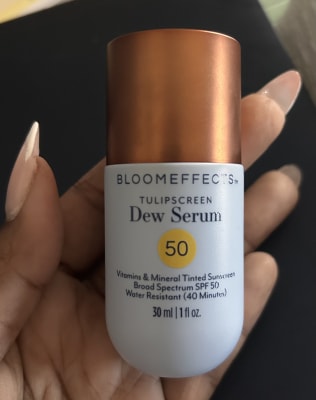 BLOOMEFFECTS™
TULIPSCREEN
Dew Serum
50
Vitamins & Mineral Tinted Sunscreen
Broad Spectrum SPF 50
Water Resistant (40 Minutes)
30 ml | 1 fl oz.